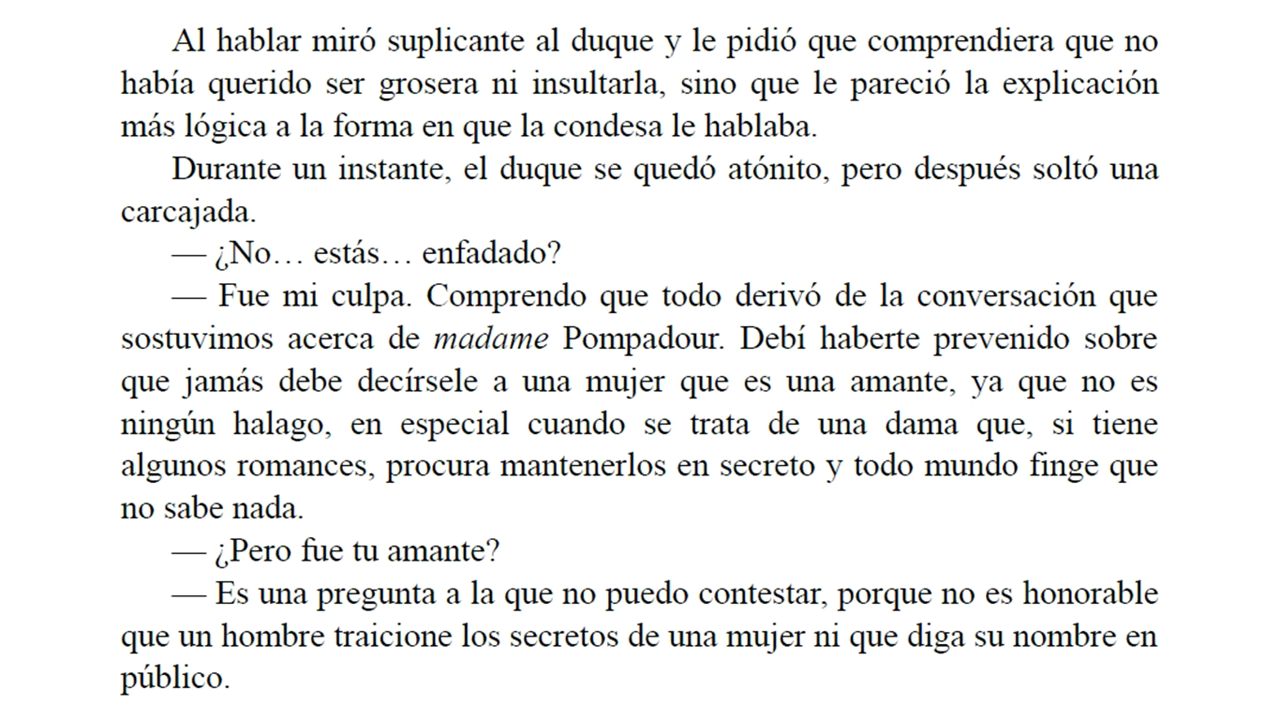 Al hablar miró suplicante al duque y le pidió que comprendiera que no
había querido ser grosera ni insultarla, sino que le pareció la explicación
más lógica a la forma en que la condesa le hablaba.
Durante un instante, el duque se quedó atónito, pero después soltó una
carcajada.
— ¿No… estás… enfadado?
— Fue mi culpa. Comprendo que todo derivó de la conversación que
sostuvimos acerca de madame Pompadour. Debí haberte prevenido sobre
que jamás debe decírsele a una mujer que es una amante, ya que no es
ningún halago, en especial cuando se trata de una dama que, si tiene
algunos romances, procura mantenerlos en secreto y todo mundo finge que
no sabe nada.
— ¿Pero fue tu amante?
— Es una pregunta a la que no puedo contestar, porque no es honorable
que un hombre traicione los secretos de una mujer ni que diga su nombre en
público.